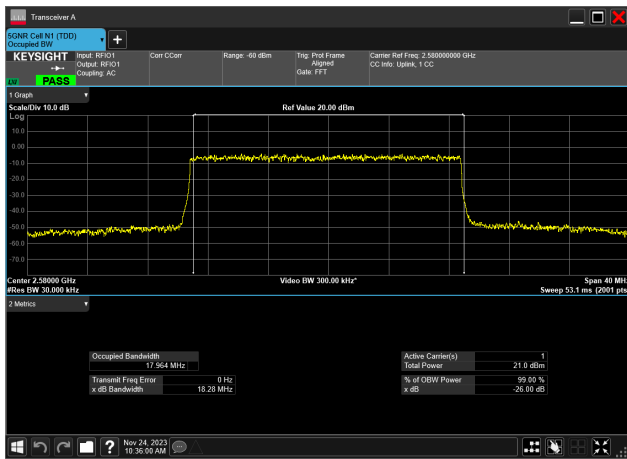 Transceiver A
5GNR Cell N1 (TDD)
Occupied BW
KEYSIGHT
PASS
Input: RFIO1
Output: RFIO1
Coupling: AC
Corr CCorr
Range: -60 dBm
Trig: Prot Frame
Aligned
Gate: FFT
Carrier Ref Freq: 2.580000000 GHz
CC Info: Uplink, 1 CC
1 Graph
Scale/Div 10.0 dB
Ref Value 20.00 dBm
Log
10.0
0.00
-10.0
-20.0
-30.0
-40.0
-50.0
-60.0
-70.0
Center 2.58000 GHz
Video BW 300.00 kHz*
Span 40 MH
#Res BW 30.000 kHz
Sweep 53.1 ms (2001 pts
2 Metrics
Occupied Bandwidth
17.964 MHz
Transmit Freq Error 0 Hz
x dB Bandwidth 18.28 MHz
Active Carrier(s) 1
Total Power 21.0 dBm
% of OBW Power 99.00 %
x dB -26.00 dB
?
Nov 24, 2023
10:36:00 AM